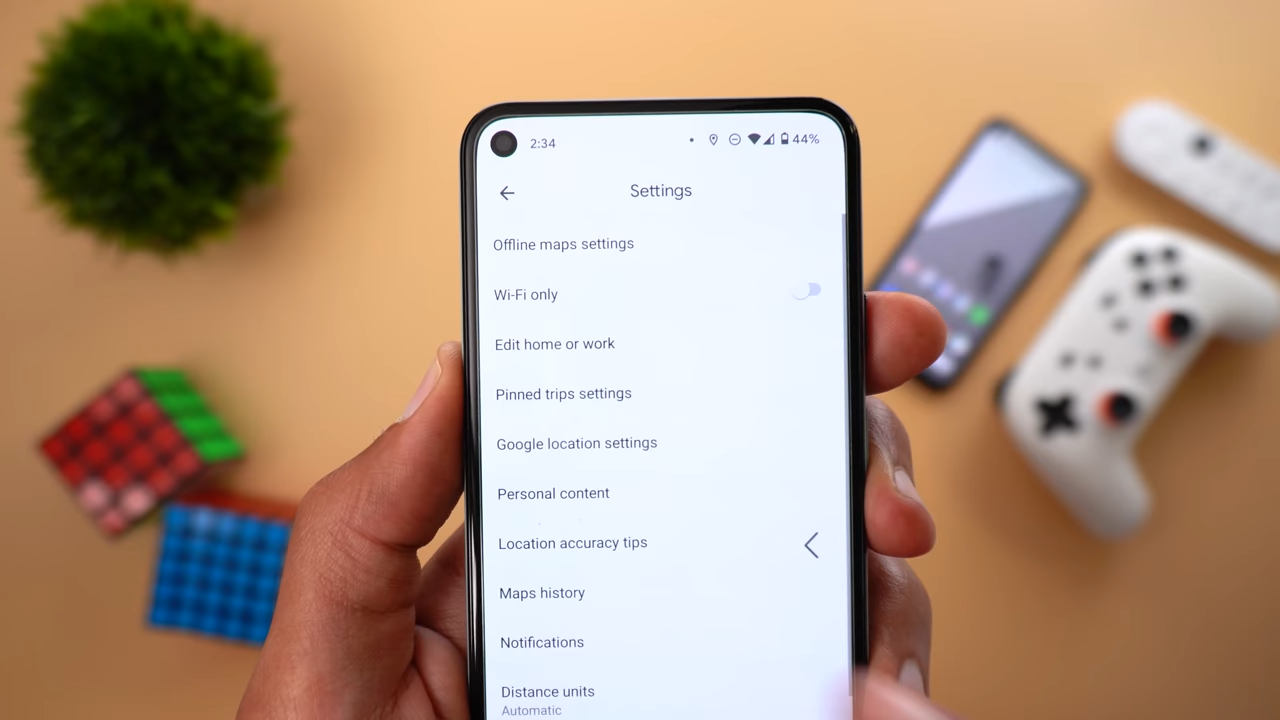 2:34 44%
Settings
Offline maps settings
Wi-Fi only
Edit home or work
Pinned trips settings
Google location settings
Personal content
Location accuracy tips
Maps history
Notifications
Distance units
Automatic